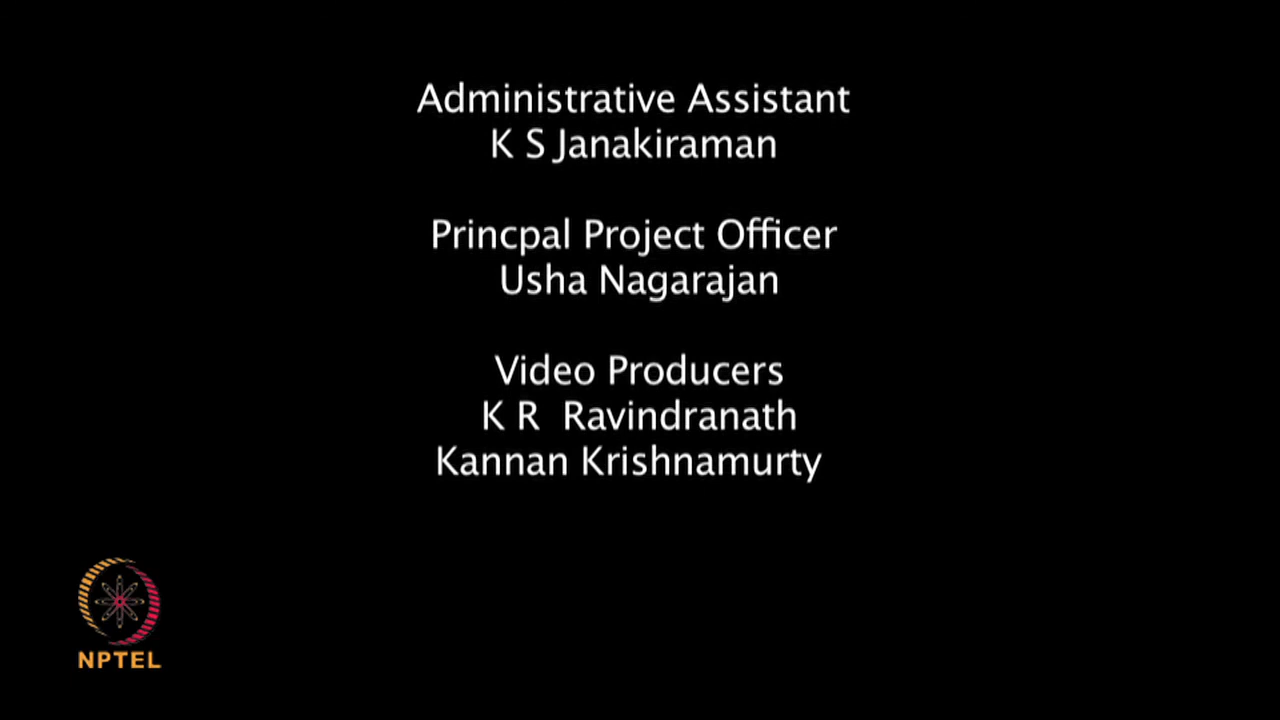 Administrative Assistant
K S Janakiraman
Princpal Project Officer
Usha Nagarajan
Video Producers
K R  Ravindranath
Kannan Krishnamurty
NPTEL